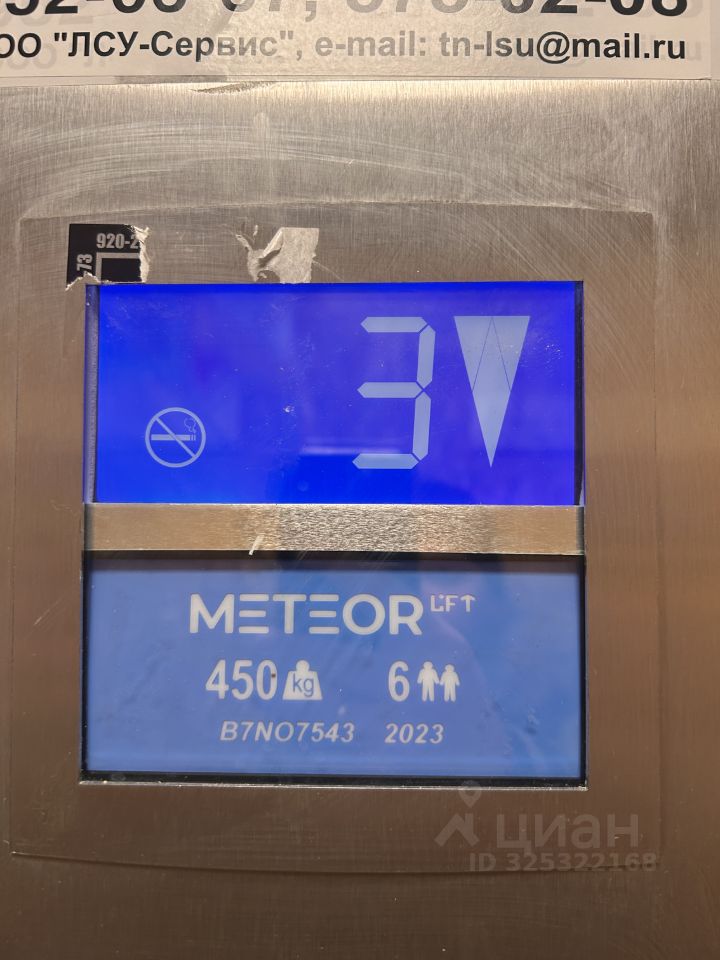 ОО "ЛСУ-Сервис", e-mail: tn-lsu@mail.ru
920-2
73
3
METEOR LIFT
450 kg 6
B7NO7543 2023
циан
ID 325322168